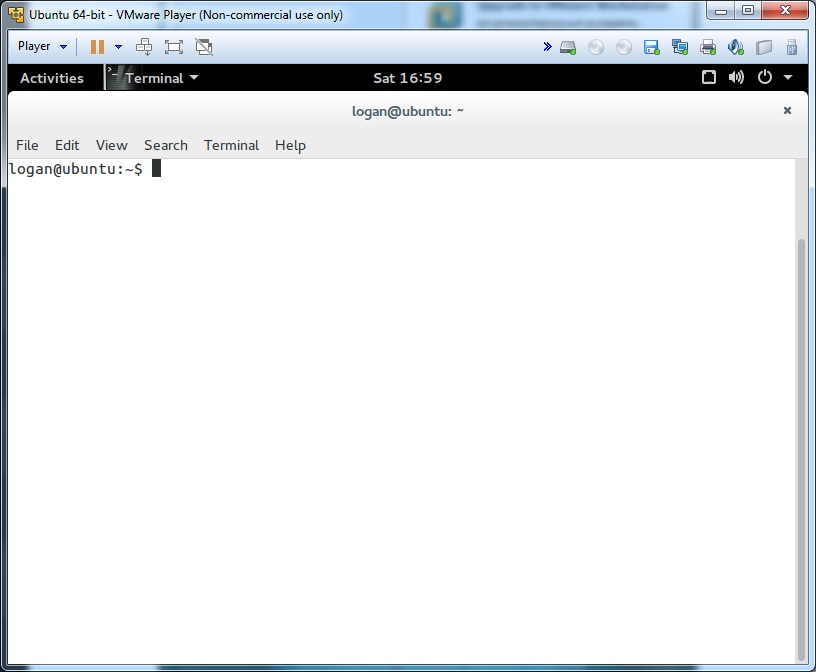 Ubuntu 64-bit - VMware Player (Non-commercial use only)
Player
Activities Terminal Sat 16:59
logan@ubuntu: ~
File Edit View Search Terminal Help
logan@ubuntu:~$